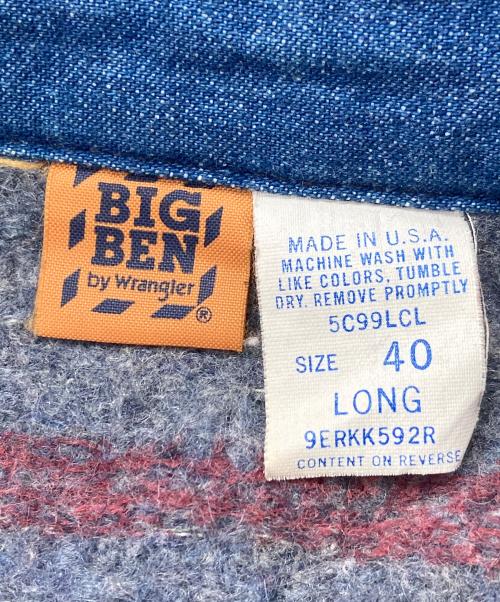 BIG
BEN
by Wrangler
®
MADE IN U.S.A.
MACHINE WASH WITH
LIKE COLORS, TUMBLE
DRY. REMOVE PROMPTLY
5C99LCL
SIZE 40
LONG
9ERKK592R
CONTENT ON REVERSE